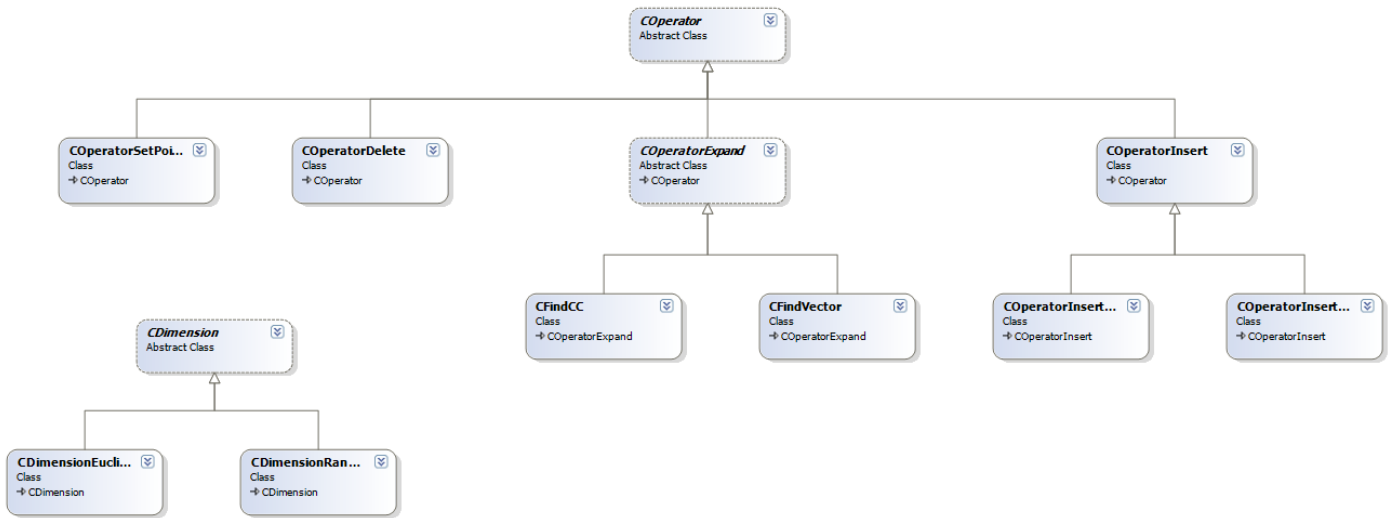 COperator
Abstract Class
COperatorSetPoi...
Class
COperator
COperatorDelete
Class
COperator
COperatorExpand
Abstract Class
COperator
COperatorInsert
Class
COperator
CFindCC
Class
COperatorExpand
CFindVector
Class
COperatorExpand
COperatorInsert...
Class
COperatorInsert
COperatorInsert...
Class
COperatorInsert
CDimension
Abstract Class
CDimensionEucli...
Class
CDimension
CDimensionRan...
Class
CDimension